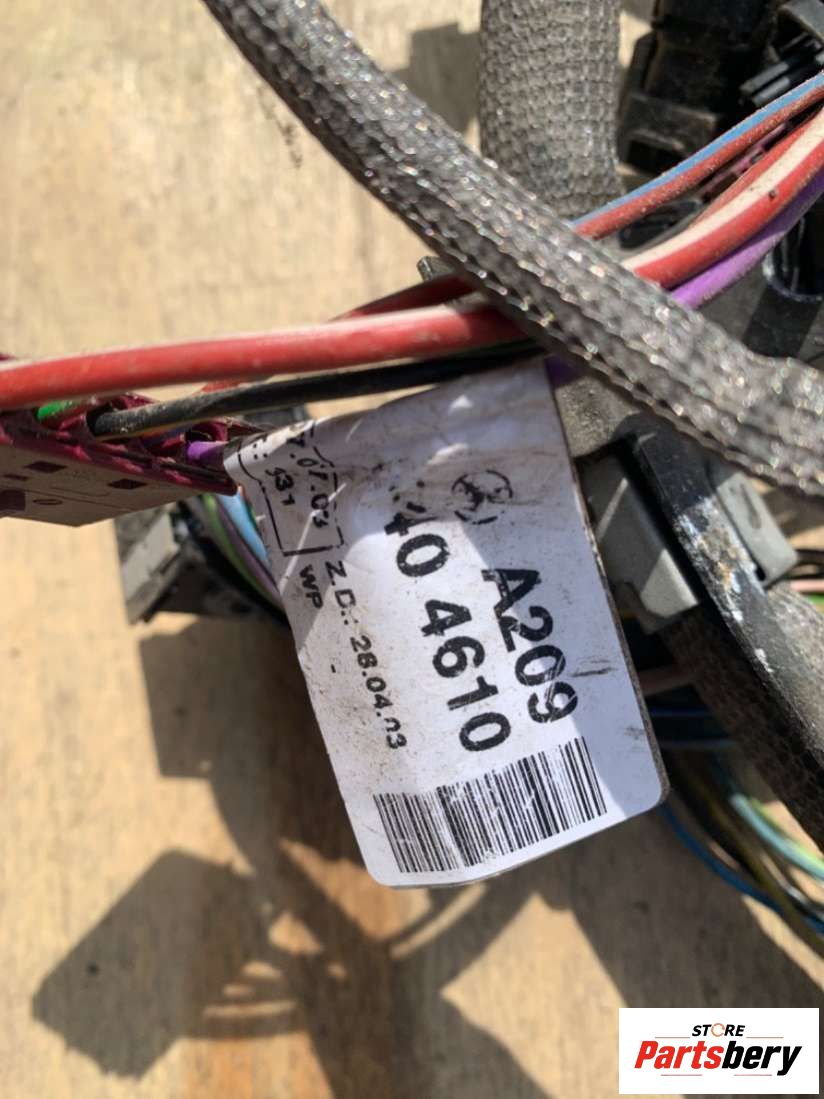 A209
40 4610
Z.D.: 28.04.03
WP
STORE
Partsbery